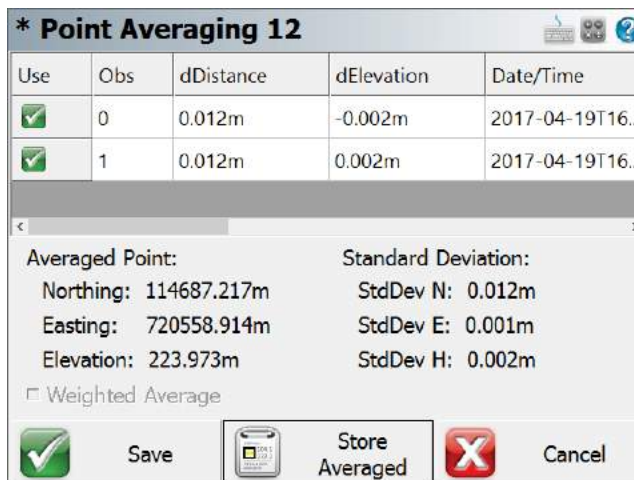 * Point Averaging 12
Use Obs dDistance dElevation Date/Time
0 0.012m -0.002m 2017-04-19T16..
1 0.012m 0.002m 2017-04-19T16..
Averaged Point: Standard Deviation:
Northing: 114687.217m StdDev N: 0.012m
Easting: 720558.914m StdDev E: 0.001m
Elevation: 223.973m StdDev H: 0.002m
Weighted Average
Save Store Averaged Cancel